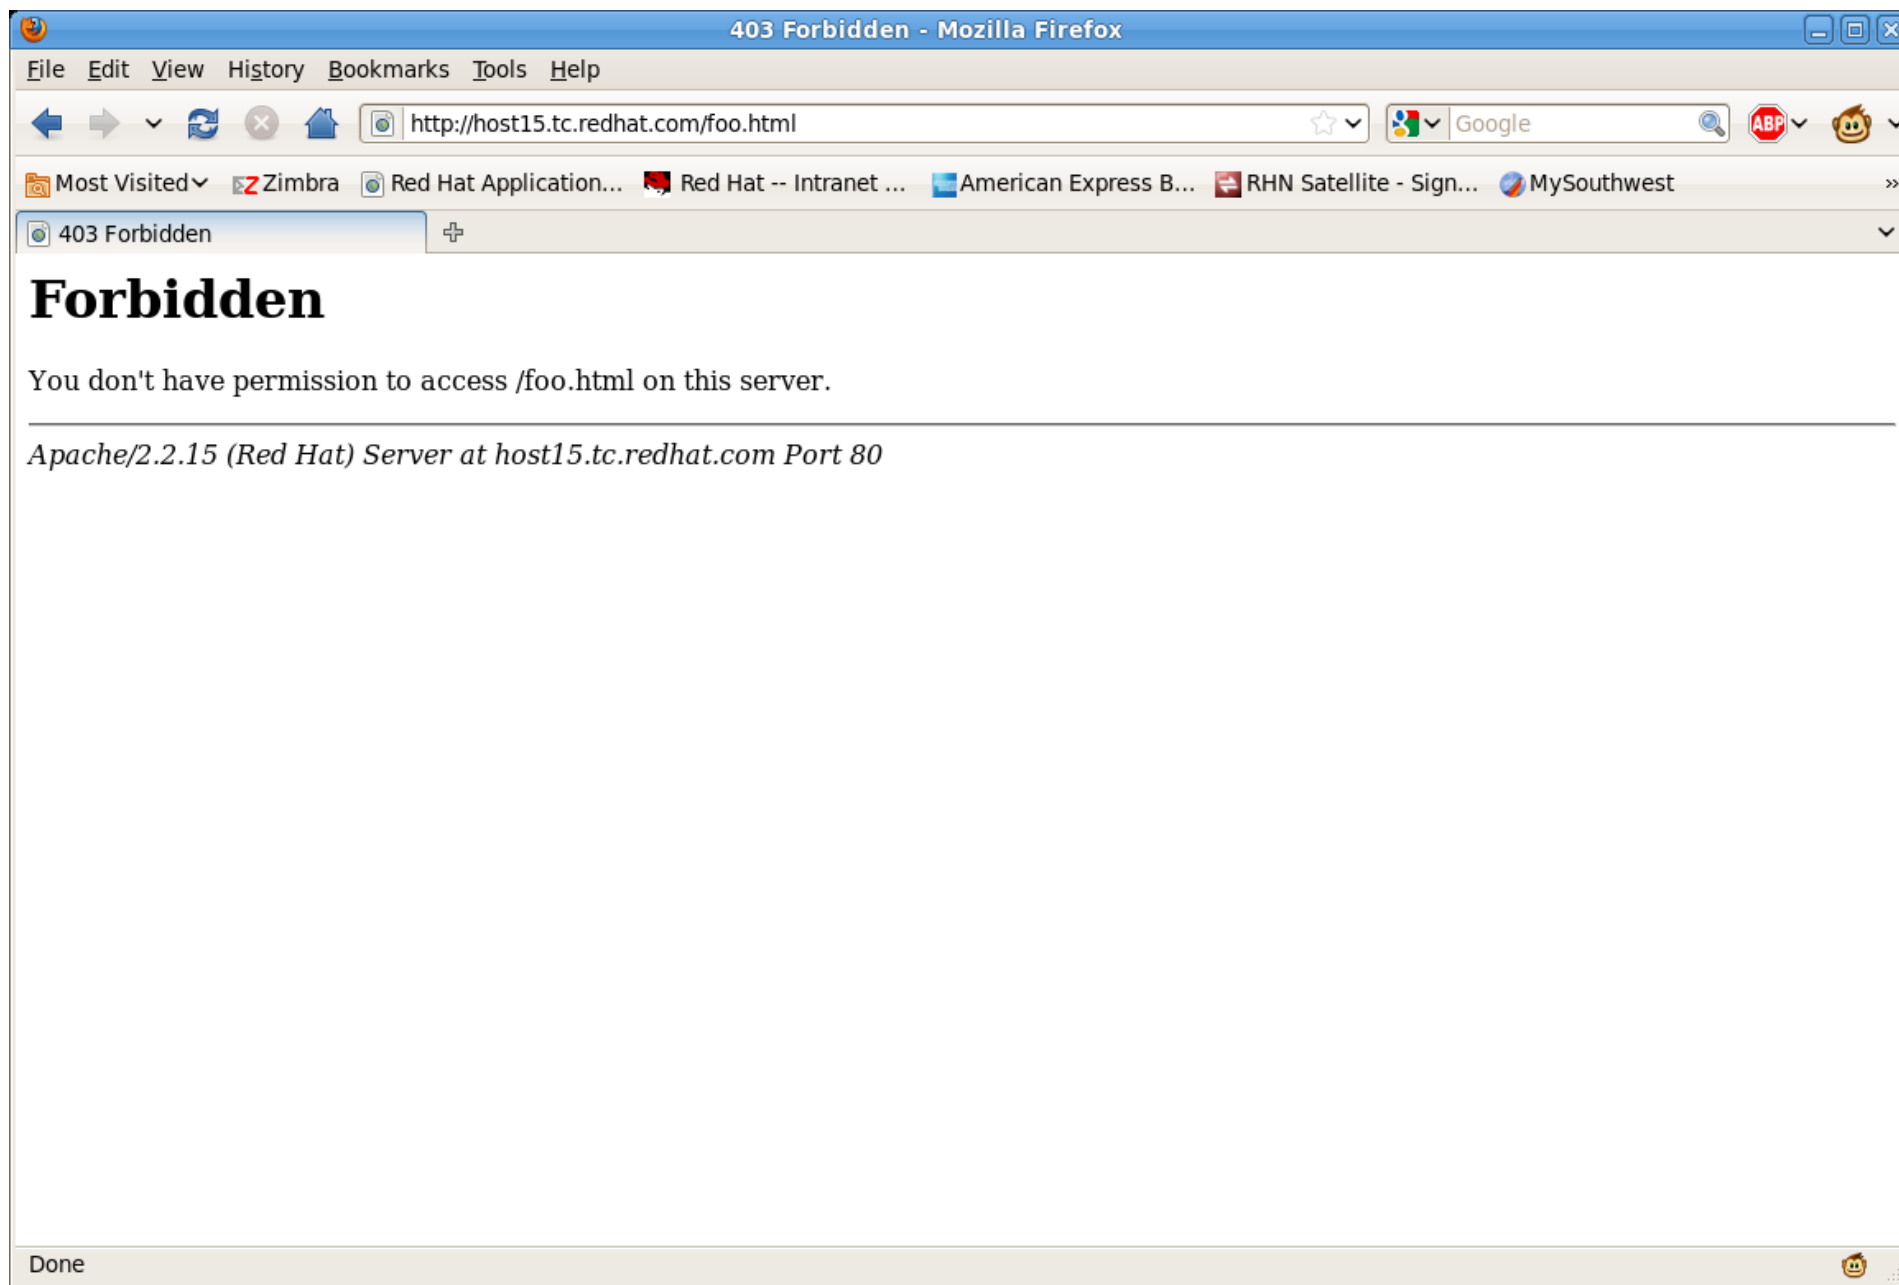 403 Forbidden - Mozilla Firefox
File Edit View History Bookmarks Tools Help
http://host15.tc.redhat.com/foo.html Google ABP
Most Visited Zimbra Red Hat Application... Red Hat -- Intranet ... American Express B... RHN Satellite - Sign... MySouthwest »
403 Forbidden
Forbidden
You don't have permission to access /foo.html on this server.
Apache/2.2.15 (Red Hat) Server at host15.tc.redhat.com Port 80
Done